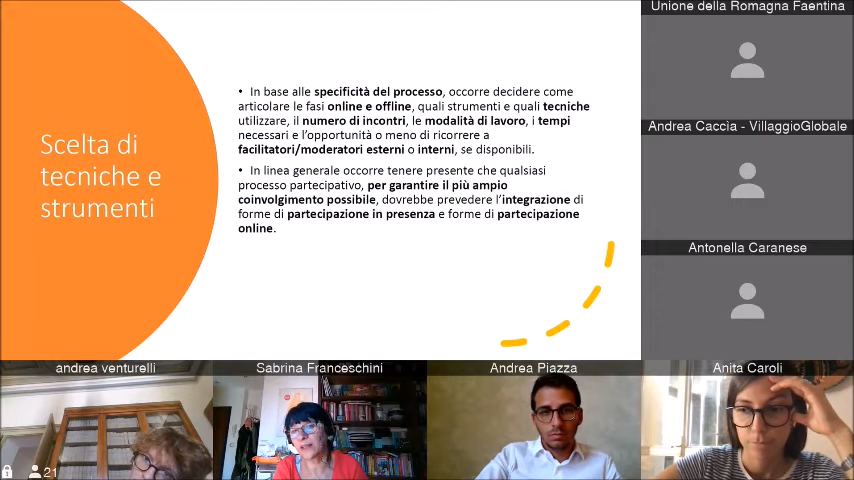 Scelta di
tecniche e
strumenti
• In base alle specificità del processo, occorre decidere come
articolare le fasi online e offline, quali strumenti e quali tecniche
utilizzare, il numero di incontri, le modalità di lavoro, i tempi
necessari e l'opportunità o meno di ricorrere a
facilitatori/moderatori esterni o interni, se disponibili.
• In linea generale occorre tenere presente che qualsiasi
processo partecipativo, per garantire il più ampio
coinvolgimento possibile, dovrebbe prevedere l'integrazione di
forme di partecipazione in presenza e forme di partecipazione
online.
Unione della Romagna Faentina
Andrea Caccìa - VillaggioGlobale
Antonella Caranese
andrea venturelli
Sabrina Franceschini
Andrea Piazza
Anita Caroli
21